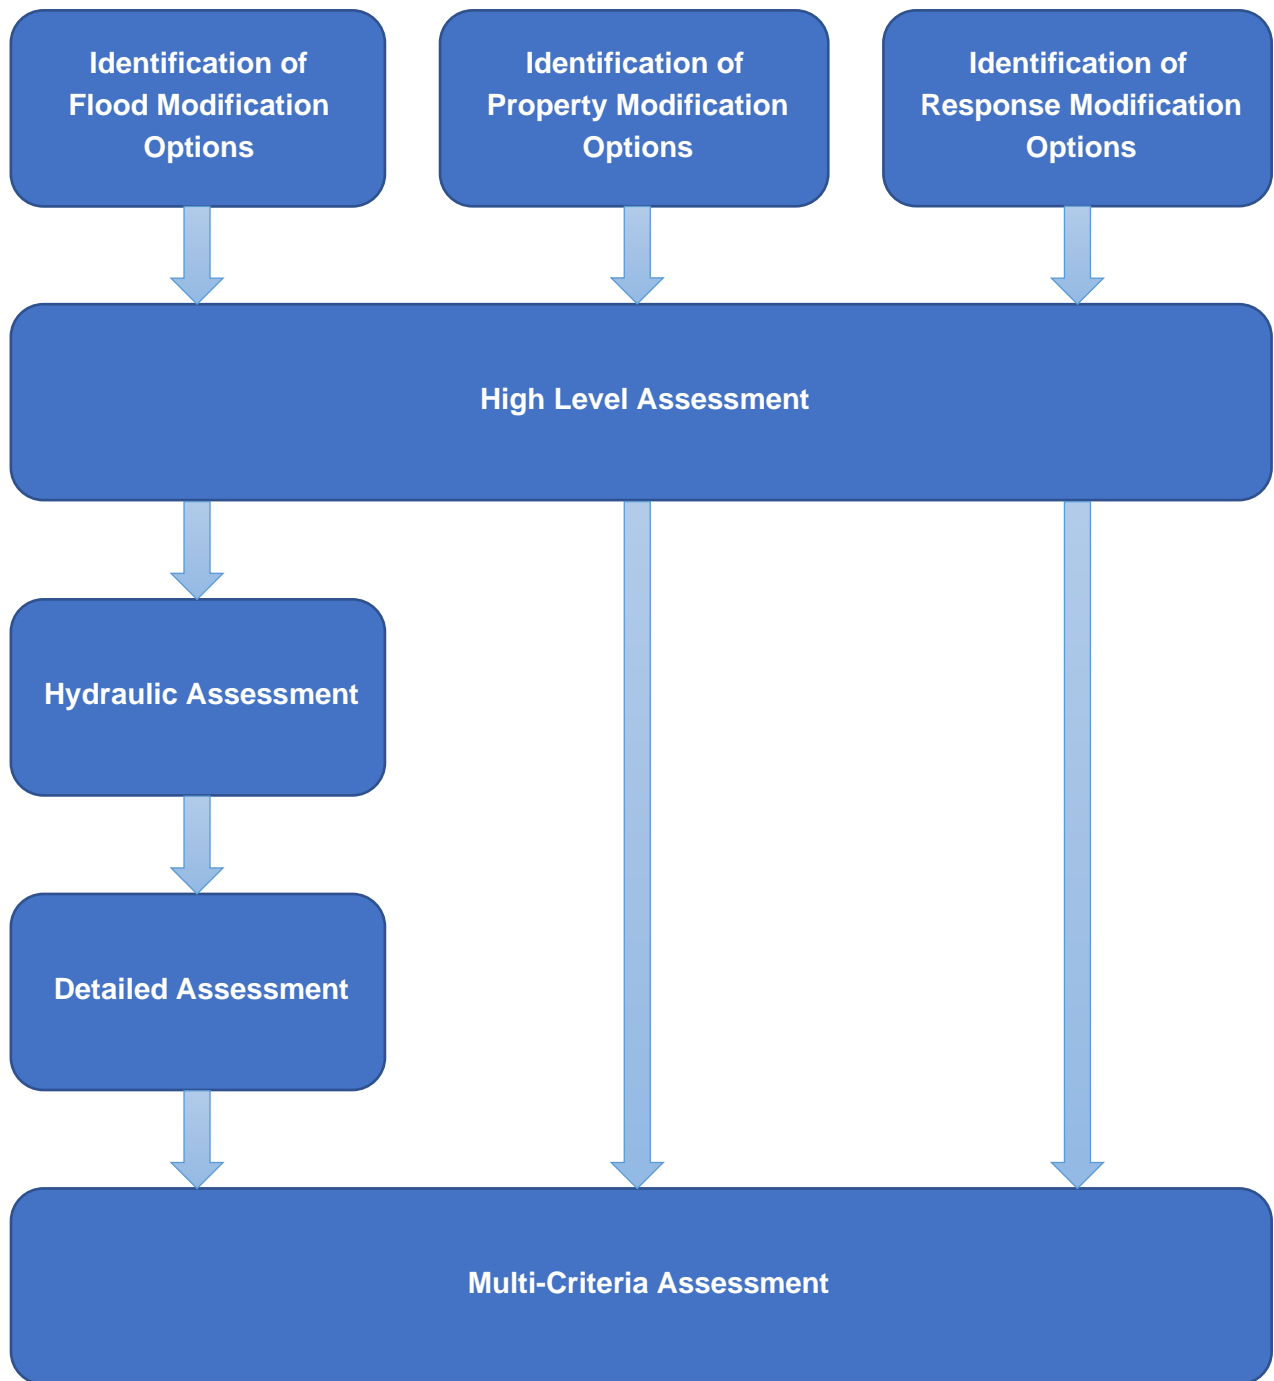 Identification of
Flood Modification
Options
Identification of
Property Modification
Options
Identification of
Response Modification
Options
High Level Assessment
Hydraulic Assessment
Detailed Assessment
Multi-Criteria Assessment